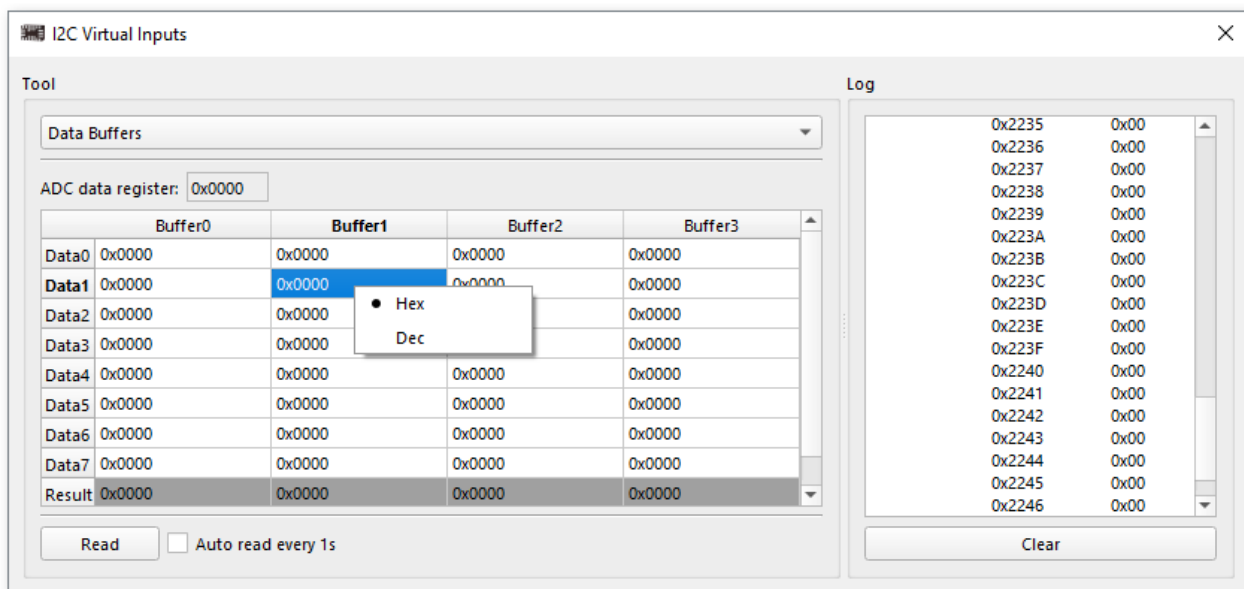 I2C Virtual Inputs
Tool
Data Buffers
ADC data register: 0x0000
Buffer0 Buffer1 Buffer2 Buffer3
Data0 0x0000 0x0000 0x0000 0x0000
Data1 0x0000 0x0000 0x0000 0x0000
Data2 0x0000 0x0000 0x0000
Data3 0x0000 0x0000 0x0000
Data4 0x0000 0x0000 0x0000 0x0000
Data5 0x0000 0x0000 0x0000 0x0000
Data6 0x0000 0x0000 0x0000 0x0000
Data7 0x0000 0x0000 0x0000 0x0000
Result 0x0000 0x0000 0x0000 0x0000
Hex
Dec
Read Auto read every 1s
Log
0x2235 0x00
0x2236 0x00
0x2237 0x00
0x2238 0x00
0x2239 0x00
0x223A 0x00
0x223B 0x00
0x223C 0x00
0x223D 0x00
0x223E 0x00
0x223F 0x00
0x2240 0x00
0x2241 0x00
0x2242 0x00
0x2243 0x00
0x2244 0x00
0x2245 0x00
0x2246 0x00
Clear